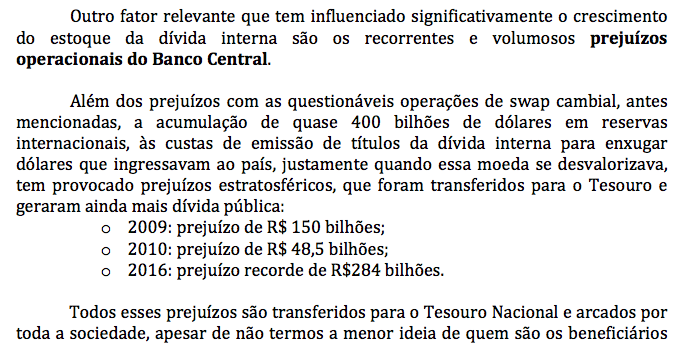 Outro fator relevante que tem influenciado significativamente o crescimento
do estoque da dívida interna são os recorrentes e volumosos prejuízos
operacionais do Banco Central.
Além dos prejuízos com as questionáveis operações de swap cambial, antes
mencionadas, a acumulação de quase 400 bilhões de dólares em reservas
internacionais, às custas de emissão de títulos da dívida interna para enxugar
dólares que ingressavam ao país, justamente quando essa moeda se desvalorizava,
tem provocado prejuízos estratosféricos, que foram transferidos para o Tesouro e
geraram ainda mais dívida pública:
o 2009: prejuízo de R$ 150 bilhões;
o 2010: prejuízo de R$ 48,5 bilhões;
o 2016: prejuízo recorde de R$284 bilhões.
Todos esses prejuízos são transferidos para o Tesouro Nacional e arcados por
toda a sociedade, apesar de não termos a menor ideia de quem são os beneficiários